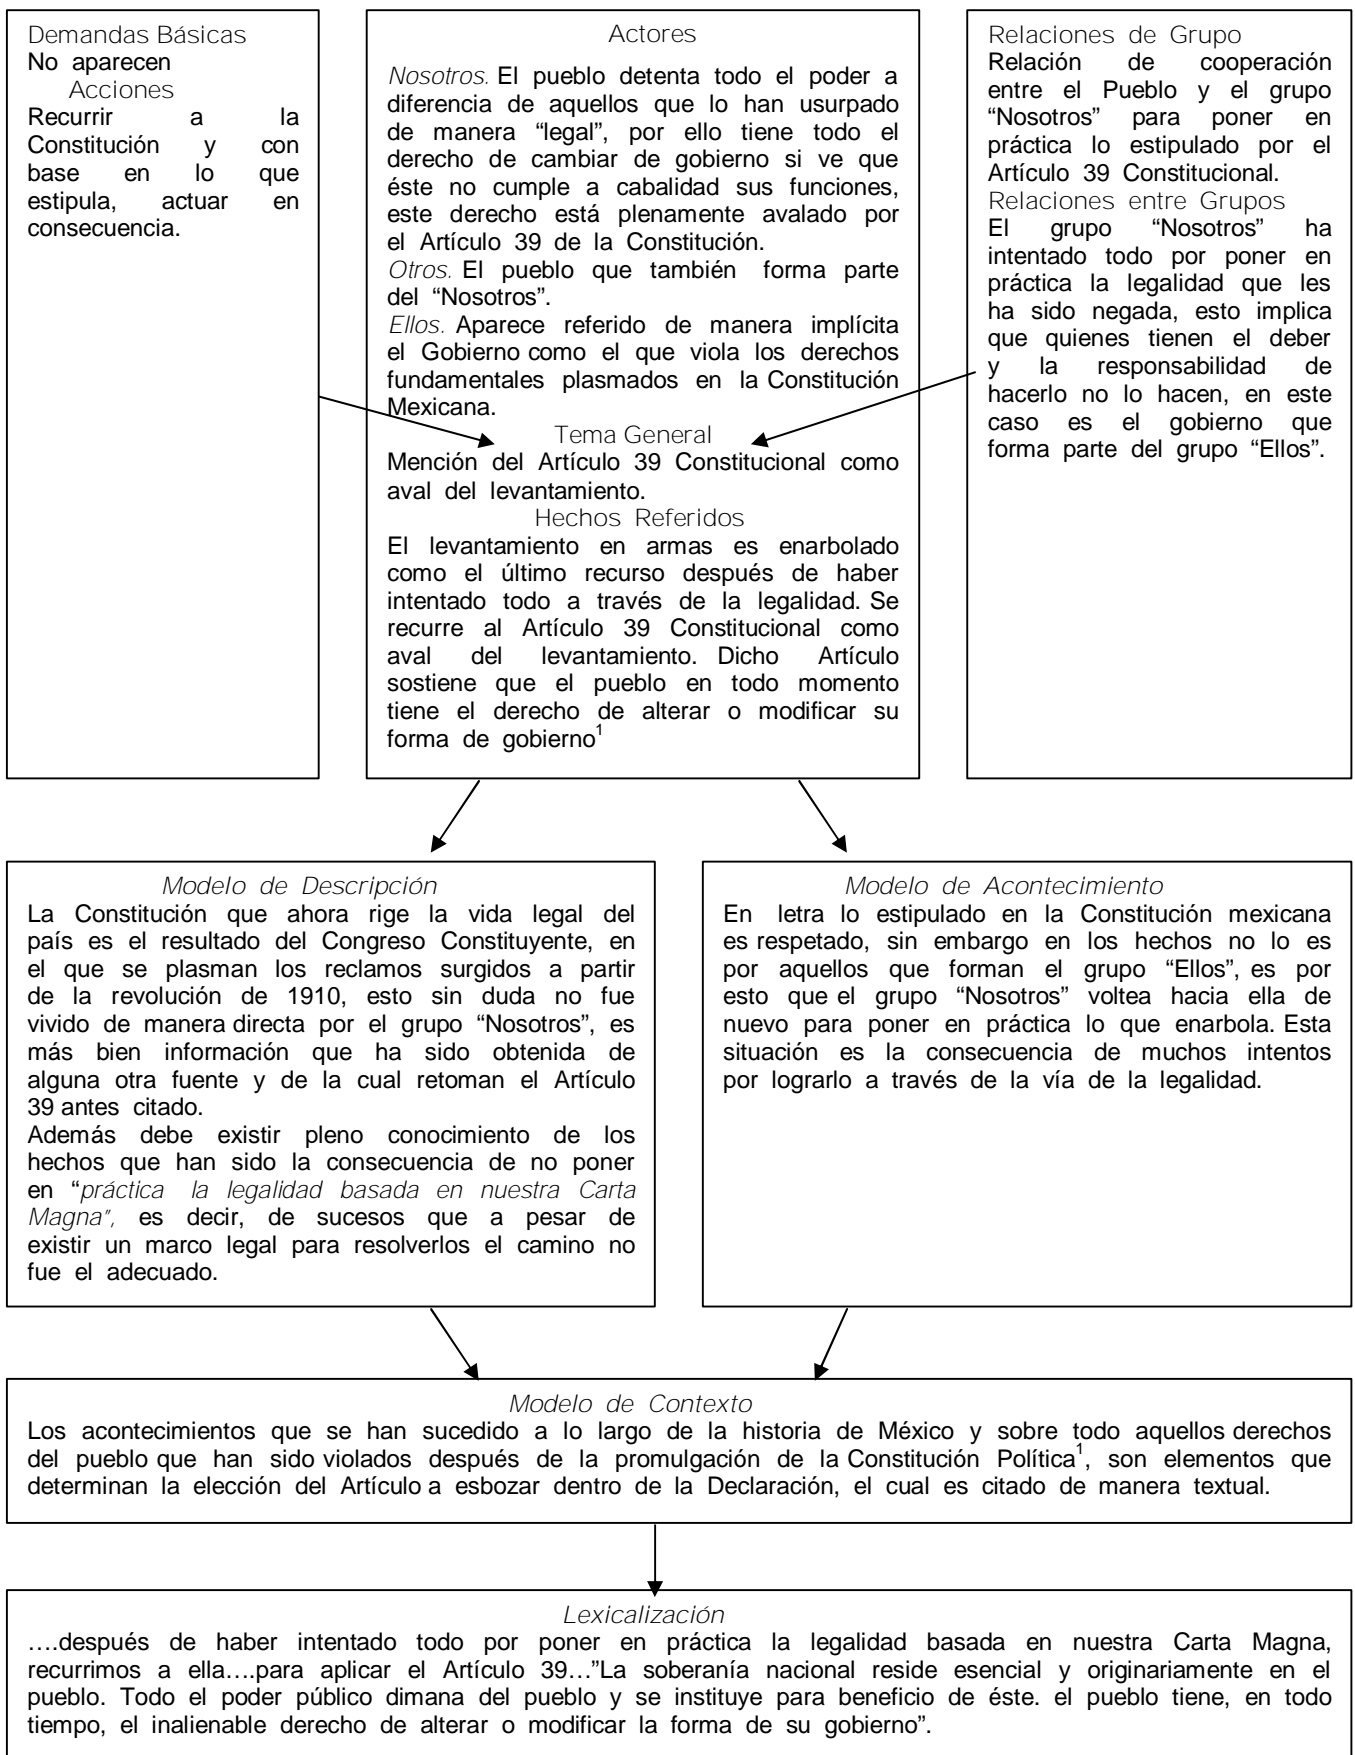 Demandas Básicas
No aparecen
Acciones
Recurrir a la
Constitución y con
base en lo que
estipula, actuar en
consecuencia.
Actores
Nosotros. El pueblo detenta todo el poder a
diferencia de aquellos que lo han usurpado
de manera “legal”, por ello tiene todo el
derecho de cambiar de gobierno si ve que
éste no cumple a cabalidad sus funciones,
este derecho está plenamente avalado por
el Artículo 39 de la Constitución.
Otros. El pueblo que también forma parte
del “Nosotros”.
Ellos. Aparece referido de manera implícita
el Gobierno como el que viola los derechos
fundamentales plasmados en la Constitución
Mexicana.
Tema General
Mención del Artículo 39 Constitucional como
aval del levantamiento.
Hechos Referidos
El levantamiento en armas es enarbolado
como el último recurso después de haber
intentado todo a través de la legalidad. Se
recurre al Artículo 39 Constitucional como
aval del levantamiento. Dicho Artículo
sostiene que el pueblo en todo momento
tiene el derecho de alterar o modificar su
forma de gobierno1
Relaciones de Grupo
Relación de cooperación
entre el Pueblo y el grupo
“Nosotros” para poner en
práctica lo estipulado por el
Artículo 39 Constitucional.
Relaciones entre Grupos
El grupo “Nosotros” ha
intentado todo por poner en
práctica la legalidad que les
ha sido negada, esto implica
que quienes tienen el deber
y la responsabilidad de
hacerlo no lo hacen, en este
caso es el gobierno que
forma parte del grupo “Ellos”.
Modelo de Descripción
La Constitución que ahora rige la vida legal del
país es el resultado del Congreso Constituyente, en
el que se plasman los reclamos surgidos a partir
de la revolución de 1910, esto sin duda no fue
vivido de manera directa por el grupo “Nosotros”, es
más bien información que ha sido obtenida de
alguna otra fuente y de la cual retoman el Artículo
39 antes citado.
Además debe existir pleno conocimiento de los
hechos que han sido la consecuencia de no poner
en “práctica la legalidad basada en nuestra Carta
Magna”, es decir, de sucesos que a pesar de
existir un marco legal para resolverlos el camino no
fue el adecuado.
Modelo de Acontecimiento
En letra lo estipulado en la Constitución mexicana
es respetado, sin embargo en los hechos no lo es
por aquellos que forman el grupo “Ellos”, es por
esto que el grupo “Nosotros” voltea hacia ella de
nuevo para poner en práctica lo que enarbola. Esta
situación es la consecuencia de muchos intentos
por lograrlo a través de la vía de la legalidad.
Modelo de Contexto
Los acontecimientos que se han sucedido a lo largo de la historia de México y sobre todo aquellos derechos
del pueblo que han sido violados después de la promulgación de la Constitución Política1, son elementos que
determinan la elección del Artículo a esbozar dentro de la Declaración, el cual es citado de manera textual.
Lexicalización
….después de haber intentado todo por poner en práctica la legalidad basada en nuestra Carta Magna,
recurrimos a ella….para aplicar el Artículo 39…”La soberanía nacional reside esencial y originariamente en el
pueblo. Todo el poder público dimana del pueblo y se instituye para beneficio de éste. el pueblo tiene, en todo
tiempo, el inalienable derecho de alterar o modificar la forma de su gobierno”.